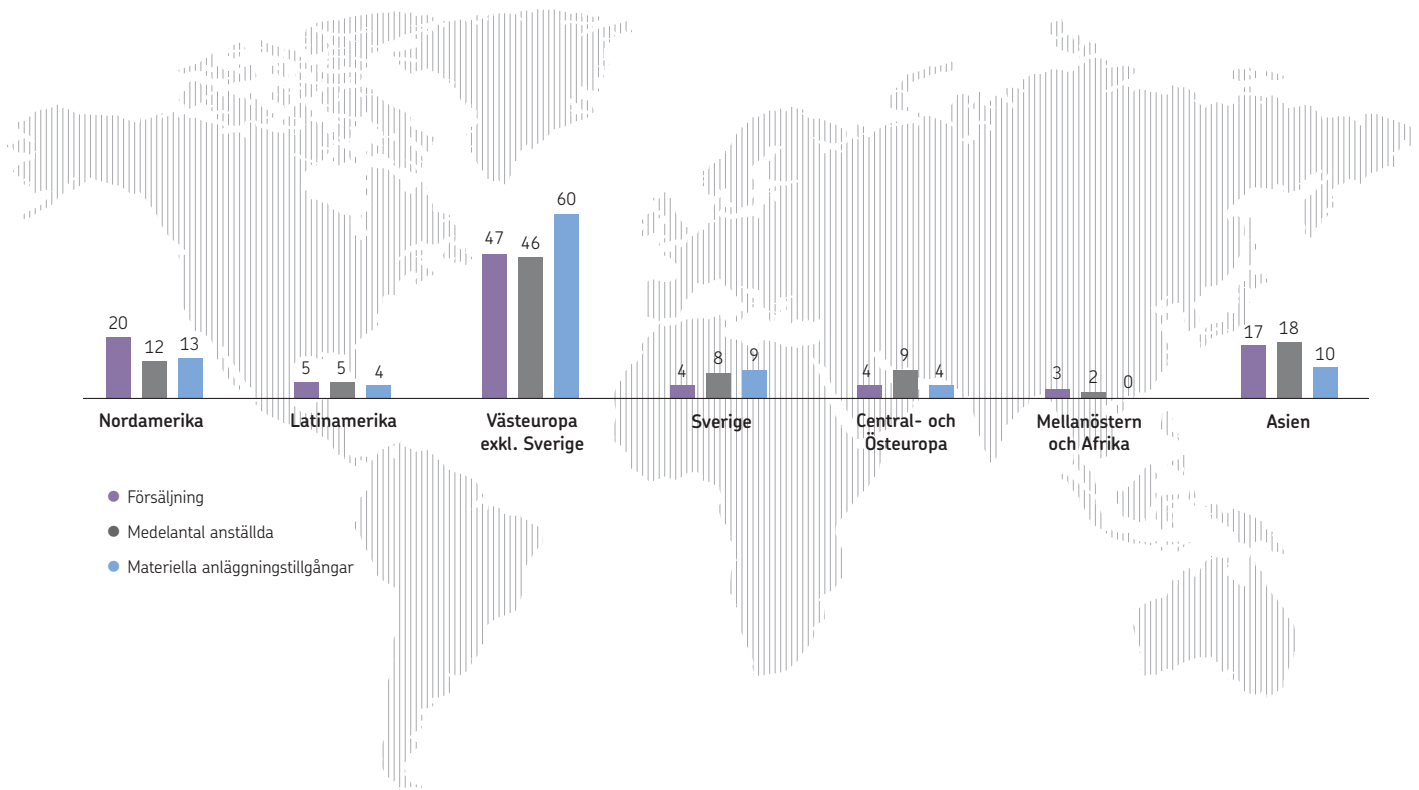 60
47 46
20
12 13
5 5 4
4 8 9
4 9 4
3 2 0
17 18 10
Nordamerika
Latinamerika
Västeuropa
exkl. Sverige
Sverige
Central- och
Östeuropa
Mellanöstern
och Afrika
Asien
Försäljning
Medelantal anställda
Materiella anläggningstillgångar